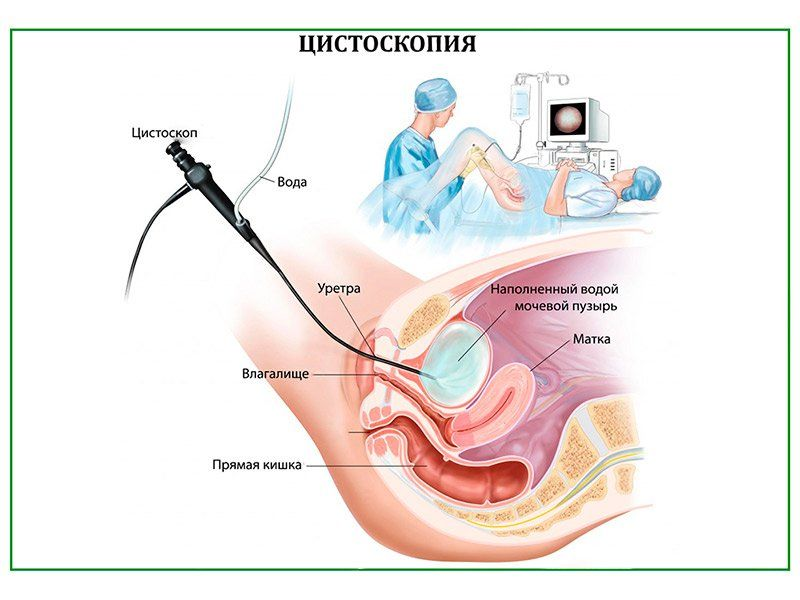 ЦИСТОСКОПИЯ
Цистоскоп
Вода
Уретра
Наполненный водой
мочевой пузырь
Матка
Влагалище
Прямая кишка